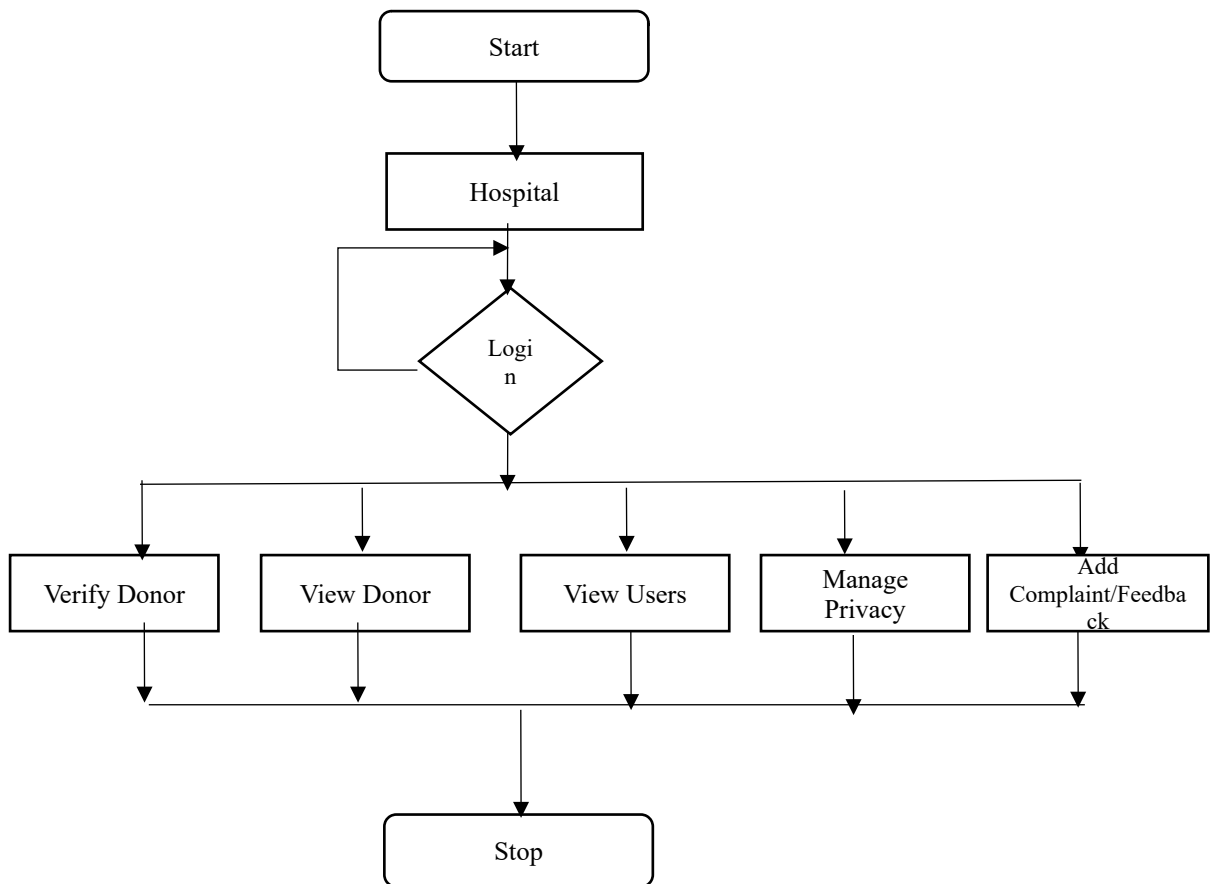 Start
Hospital
Logi
n
Verify Donor
View Donor
View Users
Manage
Privacy
Add
Complaint/Feedba
ck
Stop